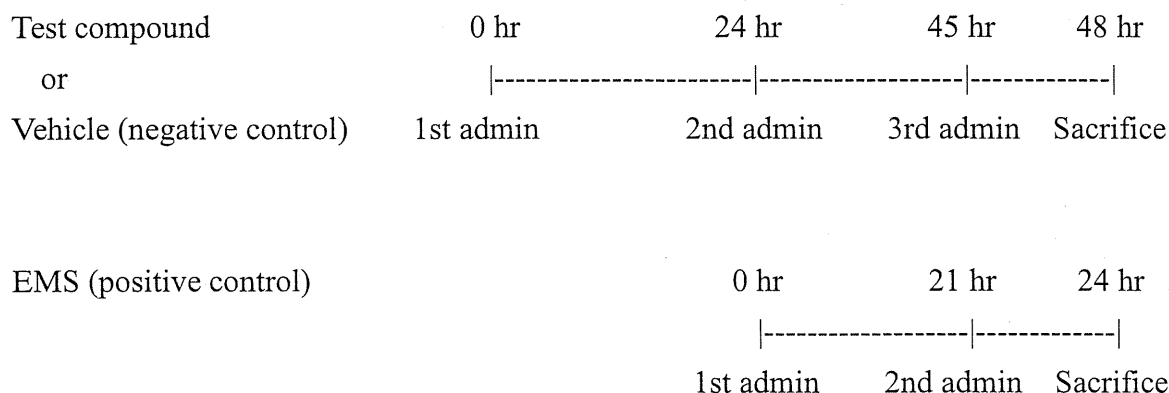 Test compound 0 hr 24 hr 45 hr 48 hr
or |-----------------------|------------------|------------|
Vehicle (negative control) 1st admin 2nd admin 3rd admin Sacrifice
EMS (positive control) 0 hr 21 hr 24 hr
|------------------|------------|
1st admin 2nd admin Sacrifice